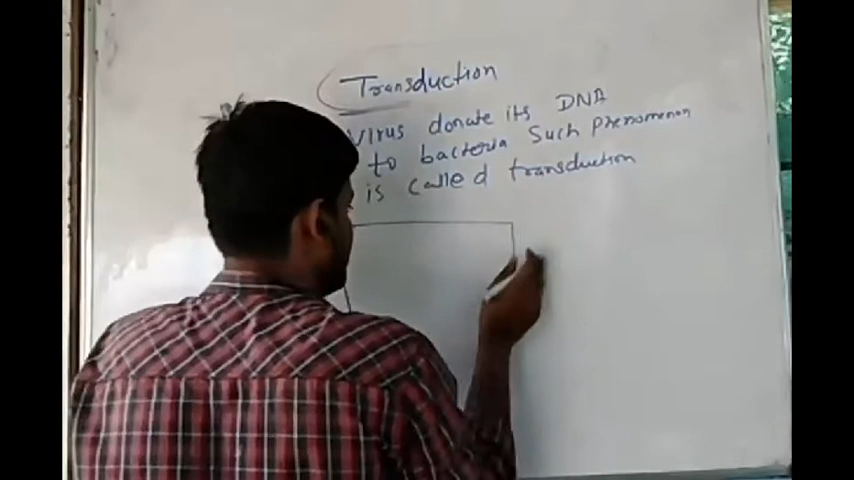 Transduction
Virus donate its DNA
to bacteria Such Phenomenon
is called transduction